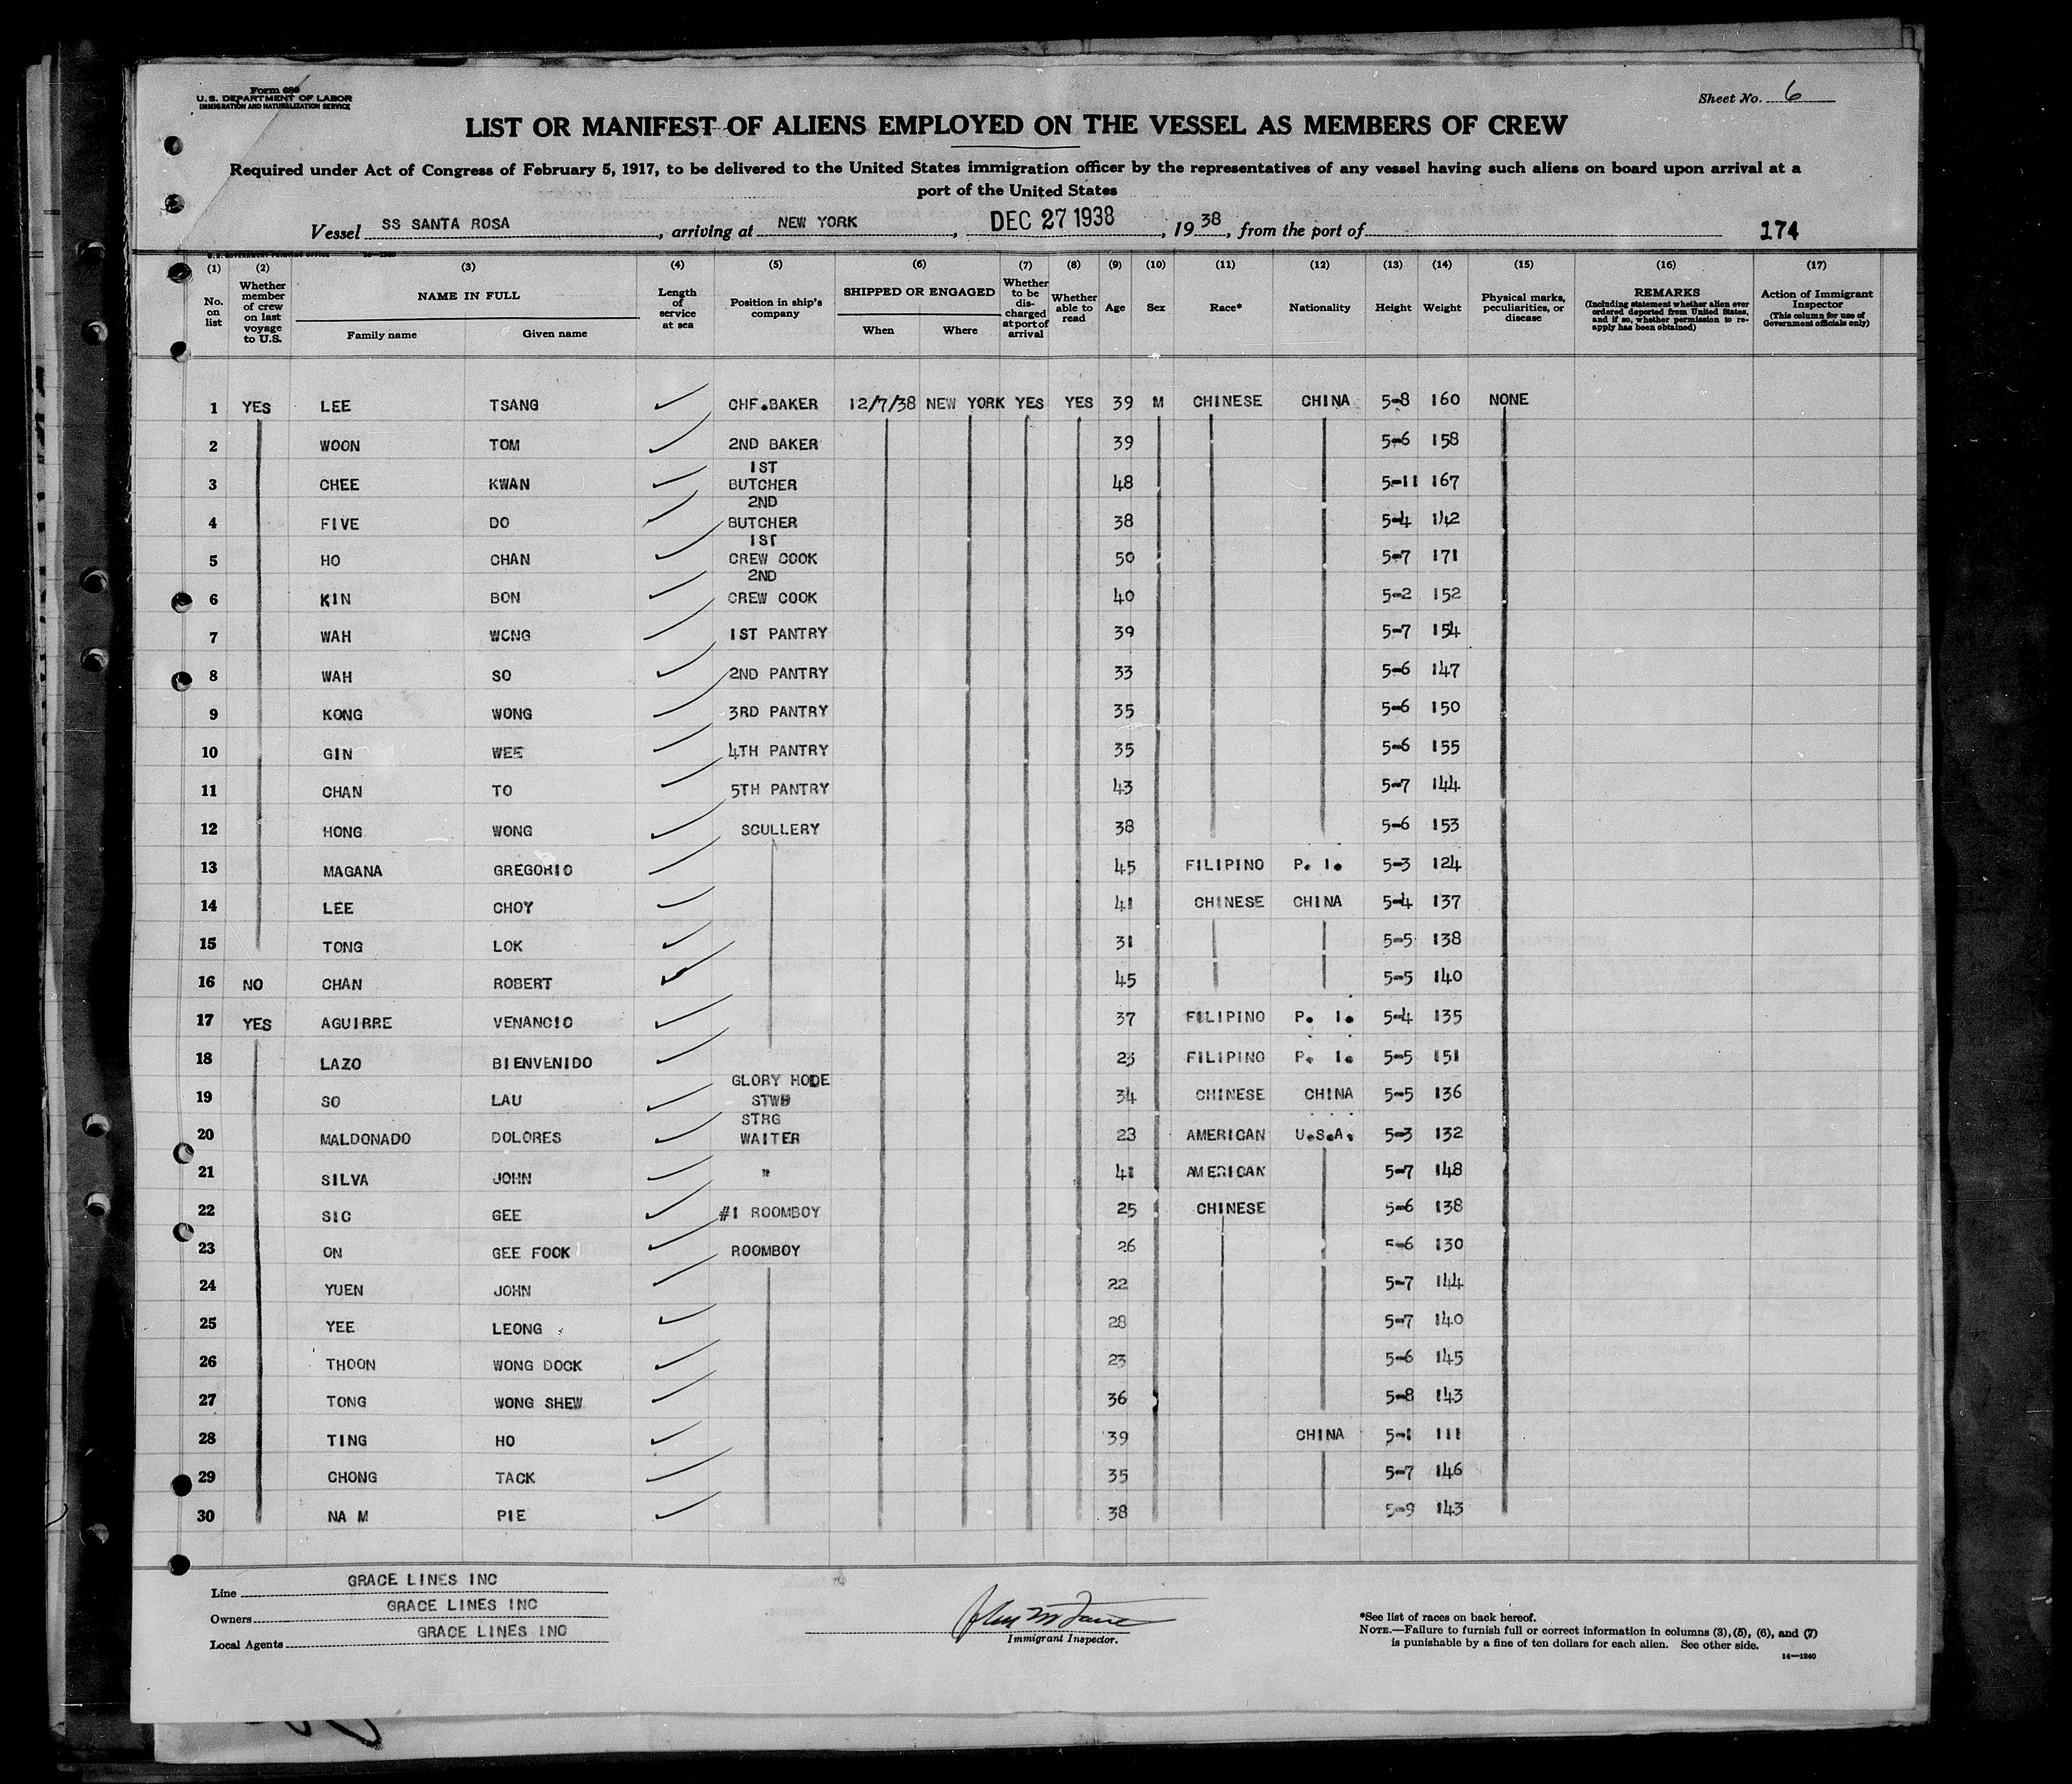 Form 689
U. S. DEPARTMENT OF LABOR
IMMIGRATION AND NATURALIZATION SERVICE
Sheet No. 6
LIST OR MANIFEST OF ALIENS EMPLOYED ON THE VESSEL AS MEMBERS OF CREW
Required under Act of Congress of February 5, 1917, to be delivered to the United States immigration officer by the representatives of any vessel having such aliens on board upon arrival at a
port of the United States
Vessel SS SANTA ROSA, arriving at NEW YORK, DEC 27 1938, 1938, from the port of 174
U. S. GOVERNMENT PRINTING OFFICE 14—1240
(1) (2) (3) (4) (5) (6) (7) (8) (9) (10) (11) (12) (13) (14) (15) (16) (17)
No. on list
Whether member of crew on last voyage to U.S.
NAME IN FULL
Family name Given name
Length of service at sea
Position in ship's company
SHIPPED OR ENGAGED
When Where
Whether to be discharged at port of arrival
Whether able to read
Age
Sex
Race*
Nationality
Height
Weight
Physical marks, peculiarities, or disease
REMARKS
(Including statement whether alien ever ordered deported from United States, and if so, whether permission to reapply has been obtained)
Action of Immigrant Inspector
(This column for use of Government officials only)
1 YES LEE TSANG CHF.BAKER 12/7/38 NEW YORK YES YES 39 M CHINESE CHINA 5-8 160 NONE
2 WOON TOM 2ND BAKER 39 5-6 158
3 CHEE KWAN 1ST BUTCHER 48 5-11 167
4 FIVE DO 2ND BUTCHER 38 5-4 142
5 HO CHAN 1ST CREW COOK 50 5-7 171
6 KIN BON 2ND CREW COOK 40 5-2 152
7 WAH WONG 1ST PANTRY 39 5-7 154
8 WAH SO 2ND PANTRY 33 5-6 147
9 KONG WONG 3RD PANTRY 35 5-6 150
10 GIN WEE 4TH PANTRY 35 5-6 155
11 CHAN TO 5TH PANTRY 43 5-7 144
12 HONG WONG SCULLERY 38 5-6 153
13 MAGANA GREGORIO 45 FILIPINO P. I. 5-3 124
14 LEE CHOY 41 CHINESE CHINA 5-4 137
15 TONG LOK 31 5-5 138
16 NO CHAN ROBERT 45 5-5 140
17 YES AGUIRRE VENANCIO 37 FILIPINO P. I. 5-4 135
18 LAZO BIENVENIDO 23 FILIPINO P. I. 5-5 151
19 SO LAU GLORY HOLE STWD 34 CHINESE CHINA 5-5 136
20 MALDONADO DOLORES STRG WAITER 23 AMERICAN U.S.A. 5-3 132
21 SILVA JOHN " 41 AMERICAN 5-7 148
22 SIC GEE #1 ROOMBOY 25 CHINESE 5-6 138
23 ON GEE FOOK ROOMBOY 26 5-6 130
24 YUEN JOHN 22 5-7 144
25 YEE LEONG 28 5-7 140
26 THOON WONG DOCK 23 5-6 145
27 TONG WONG SHEW 36 5-8 143
28 TING HO 39 CHINA 5-1 111
29 CHONG TACK 35 5-7 146
30 NA M PIE 38 5-9 143
Line GRACE LINES INC
Owners GRACE LINES INC
Local Agents GRACE LINES INC
Immigrant Inspector.
*See list of races on back hereof.
NOTE.—Failure to furnish full or correct information in columns (3), (5), (6), and (7)
is punishable by a fine of ten dollars for each alien. See other side.
14—1240